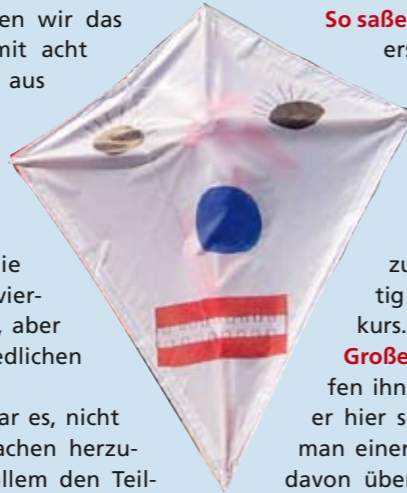 en wir das
mit acht
aus
ie
vier-
, aber
edlichen
ar es, nicht
achen herzu-
allem den Teil-
So saße
ers
zu
tig
kurs.
Große
fen ihn
er hier s
man einer
davon über